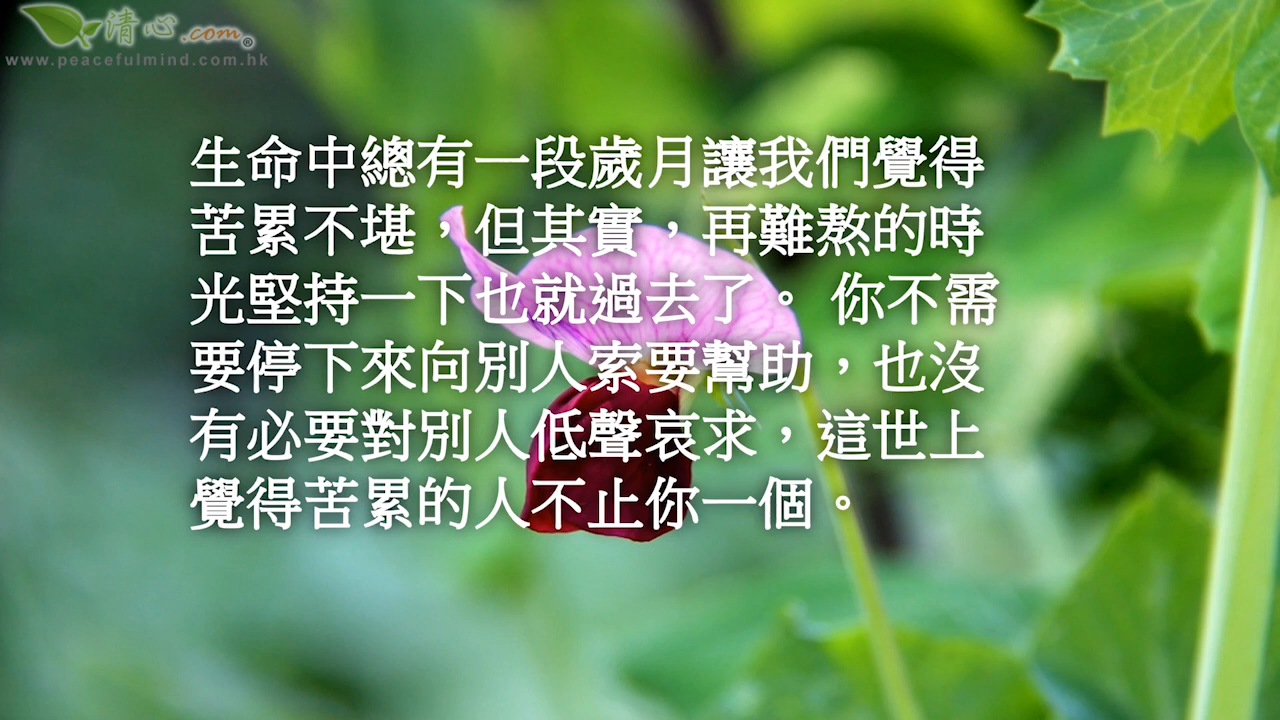 清心.com®
www.peacefulmind.com.hk
生命中總有一段歲月讓我們覺得
苦累不堪，但其實，再難熬的時
光堅持一下也就過去了。 你不需
要停下來向別人索要幫助，也沒
有必要對別人低聲哀求，這世上
覺得苦累的人不止你一個。